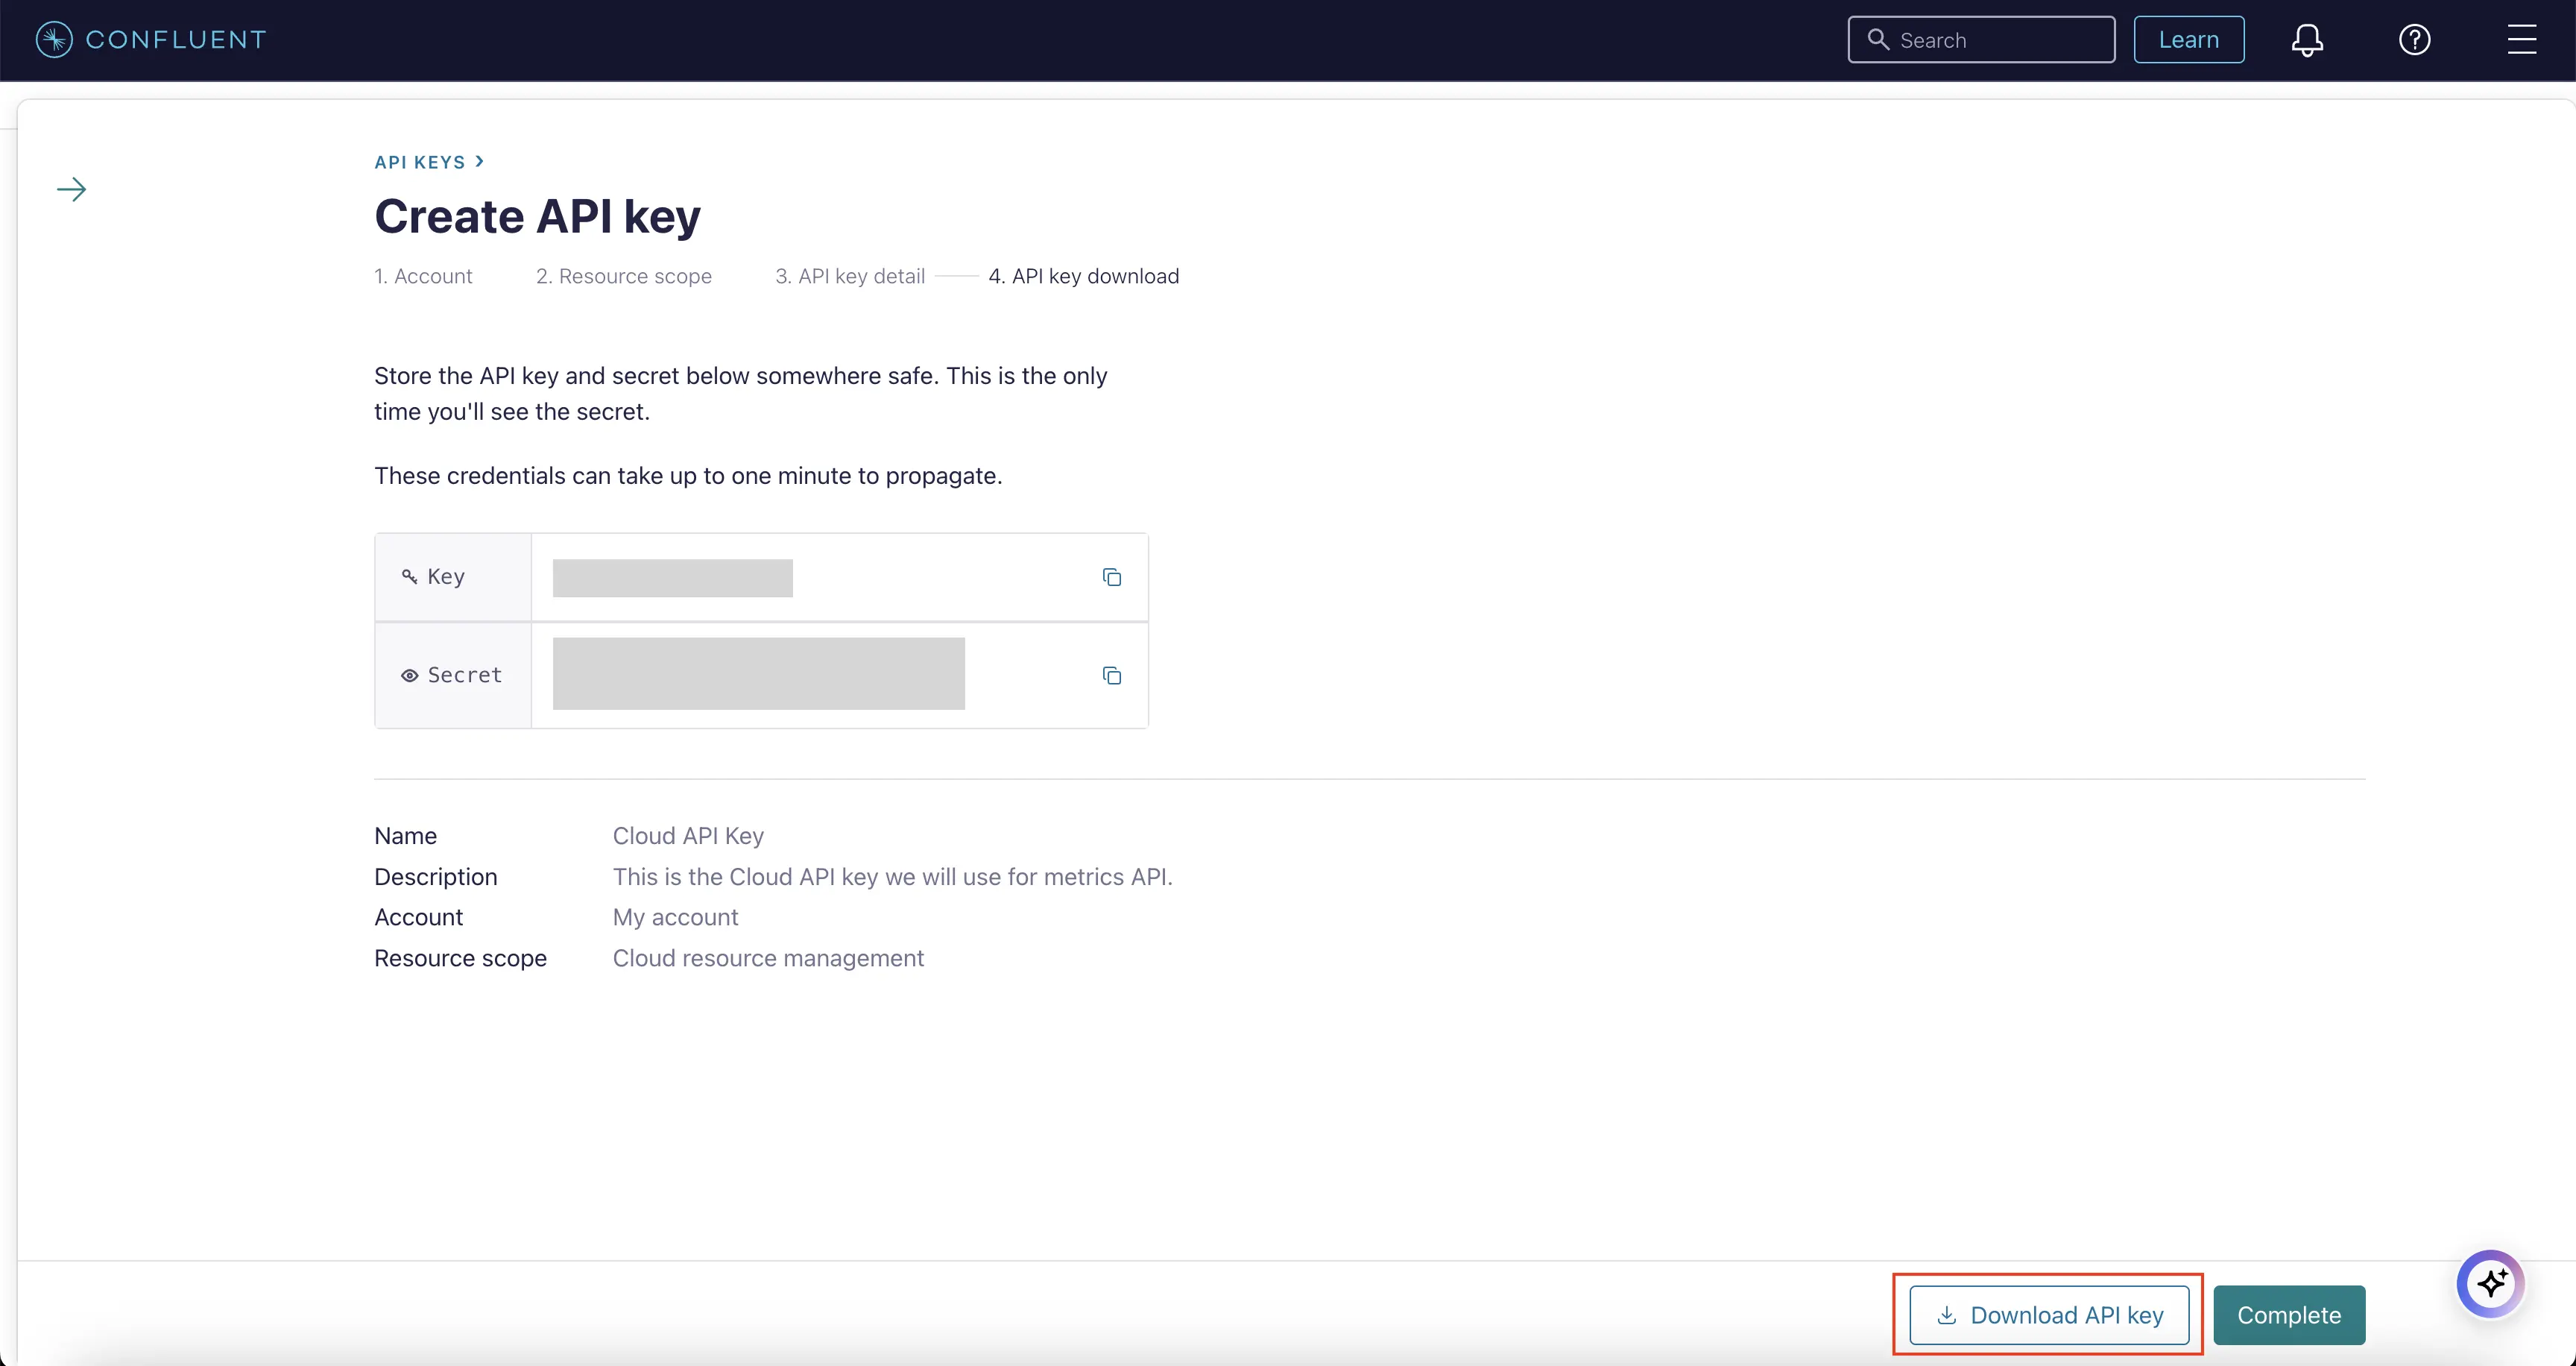 CONFLUENT
Search
Learn
API KEYS
Create API key
1. Account 2. Resource scope 3. API key detail 4. API key download
Store the API key and secret below somewhere safe. This is the only
time you'll see the secret.
These credentials can take up to one minute to propagate.
Key
Secret
Name Cloud API Key
Description This is the Cloud API key we will use for metrics API.
Account My account
Resource scope Cloud resource management
Download API key
Complete